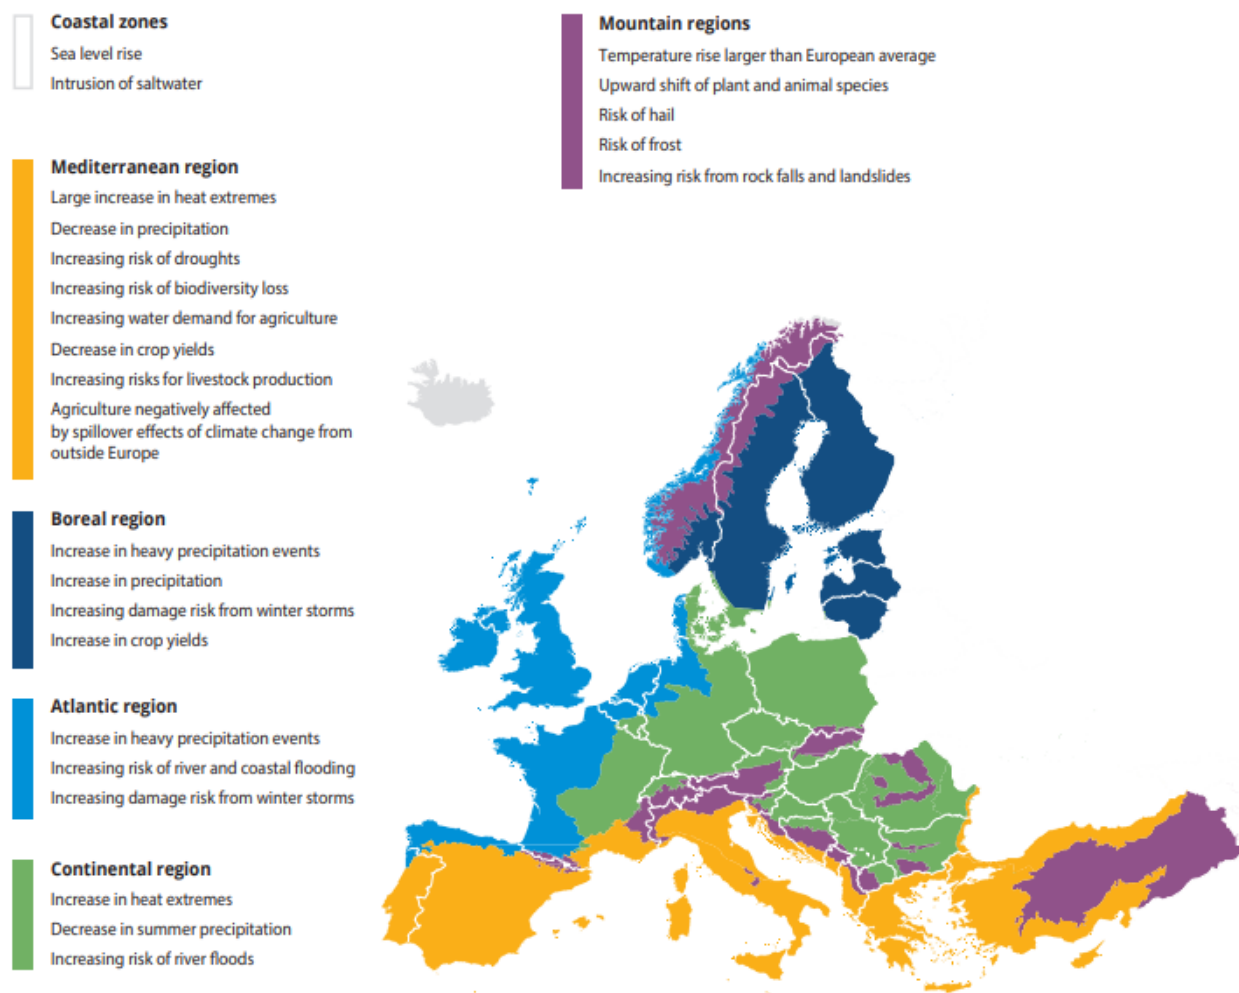 Coastal zones
Sea level rise
Intrusion of saltwater
Mountain regions
Temperature rise larger than European average
Upward shift of plant and animal species
Risk of hail
Risk of frost
Increasing risk from rock falls and landslides
Mediterranean region
Large increase in heat extremes
Decrease in precipitation
Increasing risk of droughts
Increasing risk of biodiversity loss
Increasing water demand for agriculture
Decrease in crop yields
Increasing risks for livestock production
Agriculture negatively affected
by spillover effects of climate change from
outside Europe
Boreal region
Increase in heavy precipitation events
Increase in precipitation
Increasing damage risk from winter storms
Increase in crop yields
Atlantic region
Increase in heavy precipitation events
Increasing risk of river and coastal flooding
Increasing damage risk from winter storms
Continental region
Increase in heat extremes
Decrease in summer precipitation
Increasing risk of river floods